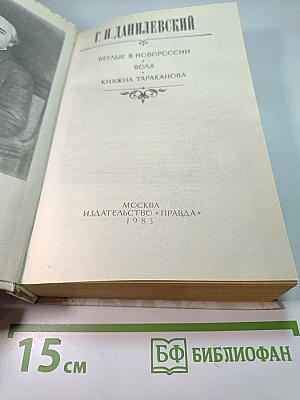 Г. П. ДАНИЛЕВСКИЙ
БЕГЛЫЕ В НОВОРОССИИ
ВОЛЯ
КНЯЖНА ТАРАКАНОВА
МОСКВА
ИЗДАТЕЛЬСТВО «ПРАВДА»
1983
15 см
БФ БИБЛИОФАН